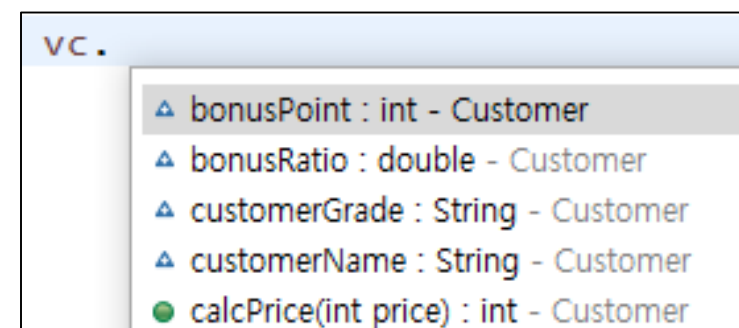 vc.
bonusPoint : int - Customer
bonusRatio : double - Customer
customerGrade : String - Customer
customerName : String - Customer
calcPrice(int price) : int - Customer